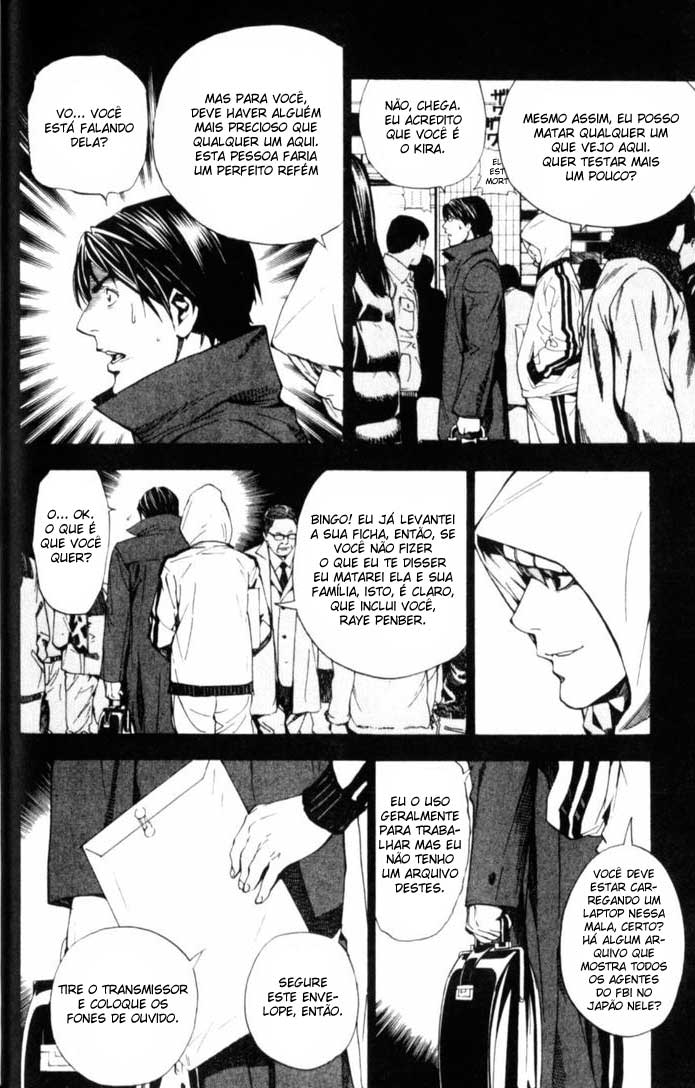 MESMO ASSIM, EU POSSO
MATAR QUALQUER UM
QUE VEJO AQUI.
QUER TESTAR MAIS
UM POUCO?
NÃO, CHEGA.
EU ACREDITO
QUE VOCÊ É
O KIRA.
MAS PARA VOCÊ,
DEVE HAVER ALGUÉM
MAIS PRECIOSO QUE
QUALQUER UM AQUI.
ESTA PESSOA FARIA
UM PERFEITO REFÉM
VO... VOCÊ
ESTÁ FALANDO
DELA?
BINGO! EU JÁ LEVANTEI
A SUA FICHA, ENTÃO, SE
VOCÊ NÃO FIZER
O QUE EU TE DISSER
EU MATAREI ELA E SUA
FAMÍLIA, ISTO, É CLARO,
QUE INCLUI VOCÊ,
RAYE PENBER.
O... OK.
O QUE É
QUE VOCÊ
QUER?
VOCÊ DEVE
ESTAR CAR-
REGANDO UM
LAPTOP NESSA
MALA, CERTO?
HÁ ALGUM AR-
QUIVO QUE
MOSTRA TODOS
OS AGENTES
DO FBI NO
JAPÃO NELE?
EU O USO
GERALMENTE
PARA TRABA-
LHAR MAS EU
NÃO TENHO
UM ARQUIVO
DESTES.
SEGURE
ESTE ENVE-
LOPE, ENTÃO.
TIRE O TRANSMISSOR
E COLOQUE OS
FONES DE OUVIDO.